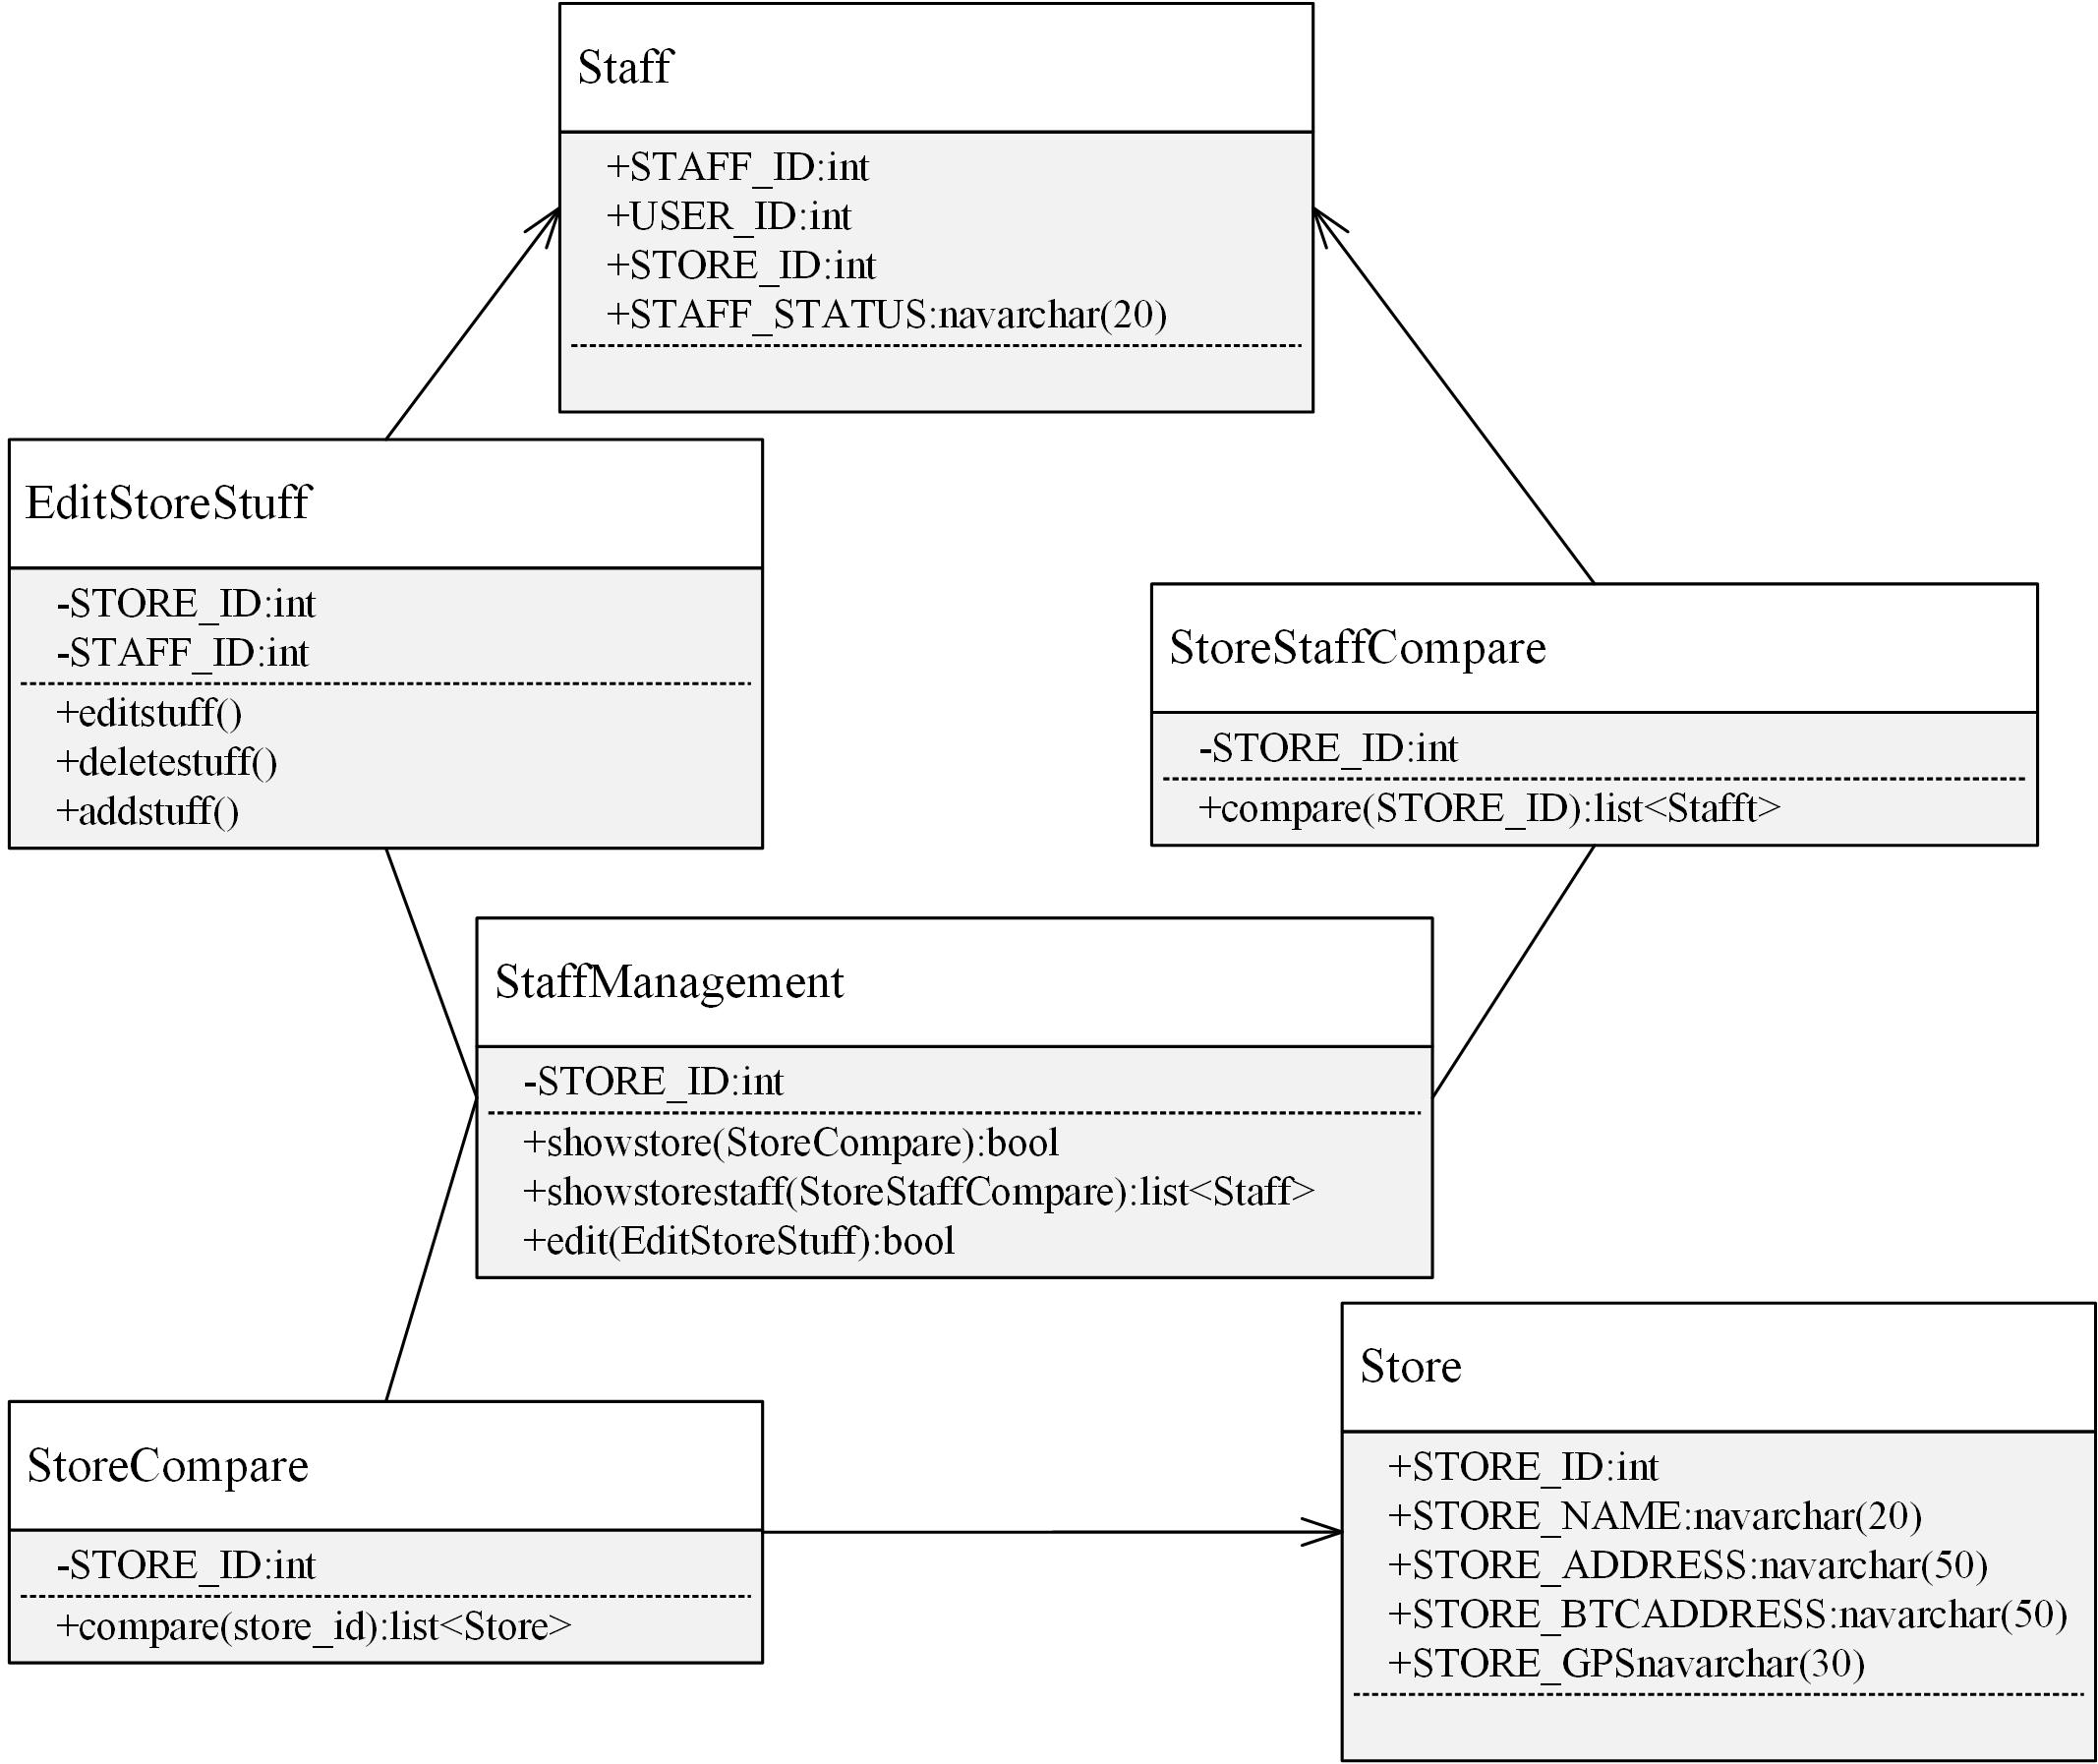 Staff
+STAFF_ID:int
+USER_ID:int
+STORE_ID:int
+STAFF_STATUS:navarchar(20)
EditStoreStuff
-STORE_ID:int
-STAFF_ID:int
+editstuff()
+deletestuff()
+addstuff()
StoreStaffCompare
-STORE_ID:int
+compare(STORE_ID):list<Stafft>
StaffManagement
-STORE_ID:int
+showstore(StoreCompare):bool
+showstorestaff(StoreStaffCompare):list<Staff>
+edit(EditStoreStuff):bool
Store
+STORE_ID:int
+STORE_NAME:navarchar(20)
+STORE_ADDRESS:navarchar(50)
+STORE_BTCADDRESS:navarchar(50)
+STORE_GPSnavarchar(30)
StoreCompare
-STORE_ID:int
+compare(store_id):list<Store>